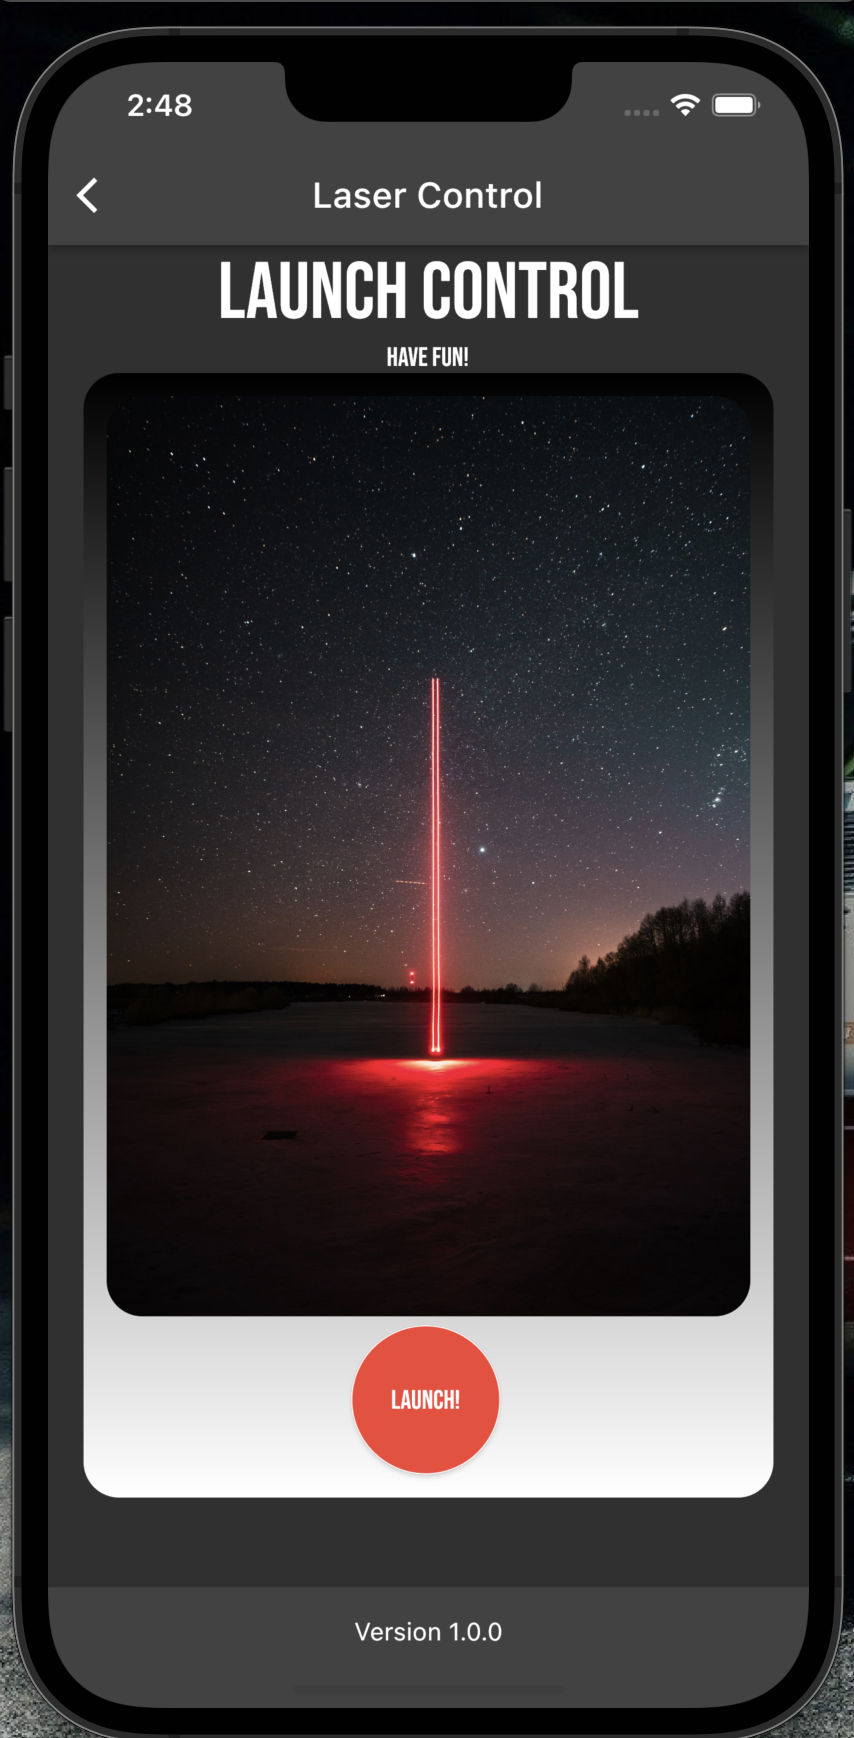 2:48
Laser Control
LAUNCH CONTROL
HAVE FUN!
LAUNCH!
Version 1.0.0